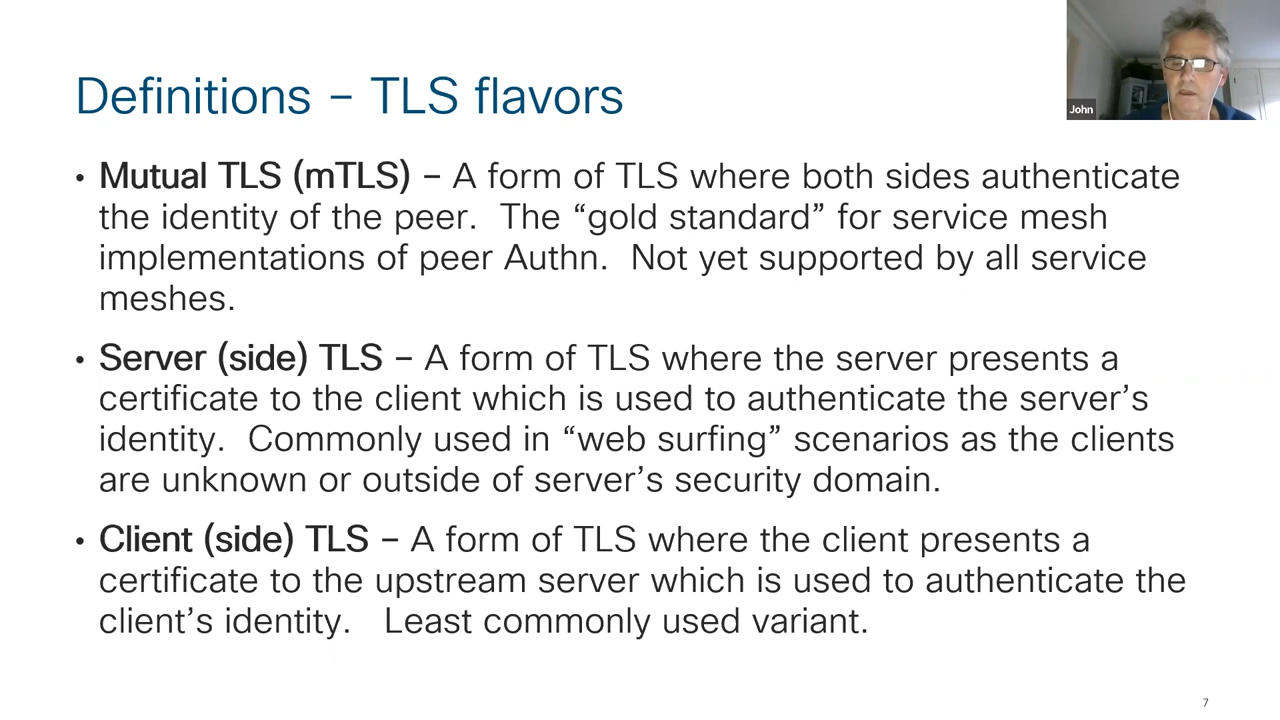 Definitions – TLS flavors
John
• Mutual TLS (mTLS) – A form of TLS where both sides authenticate
the identity of the peer. The “gold standard” for service mesh
implementations of peer Authn. Not yet supported by all service
meshes.
• Server (side) TLS – A form of TLS where the server presents a
certificate to the client which is used to authenticate the server’s
identity. Commonly used in “web surfing” scenarios as the clients
are unknown or outside of server’s security domain.
• Client (side) TLS – A form of TLS where the client presents a
certificate to the upstream server which is used to authenticate the
client’s identity. Least commonly used variant.
7